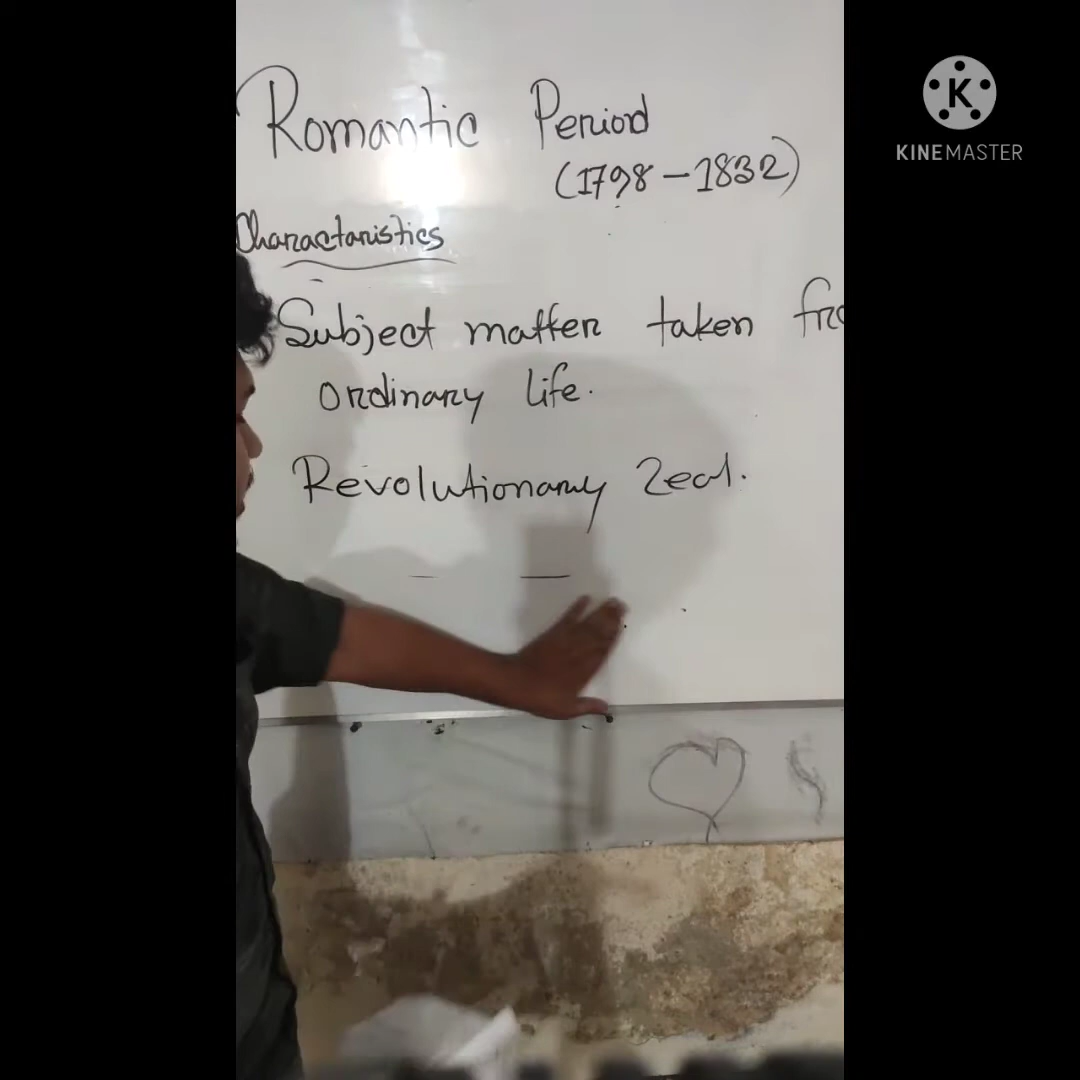 Romantic Period
(1798-1832)
Charactaristics
Subject matter taken
ordinary life.
Revolutionary Zeal.
K
KINEMASTER